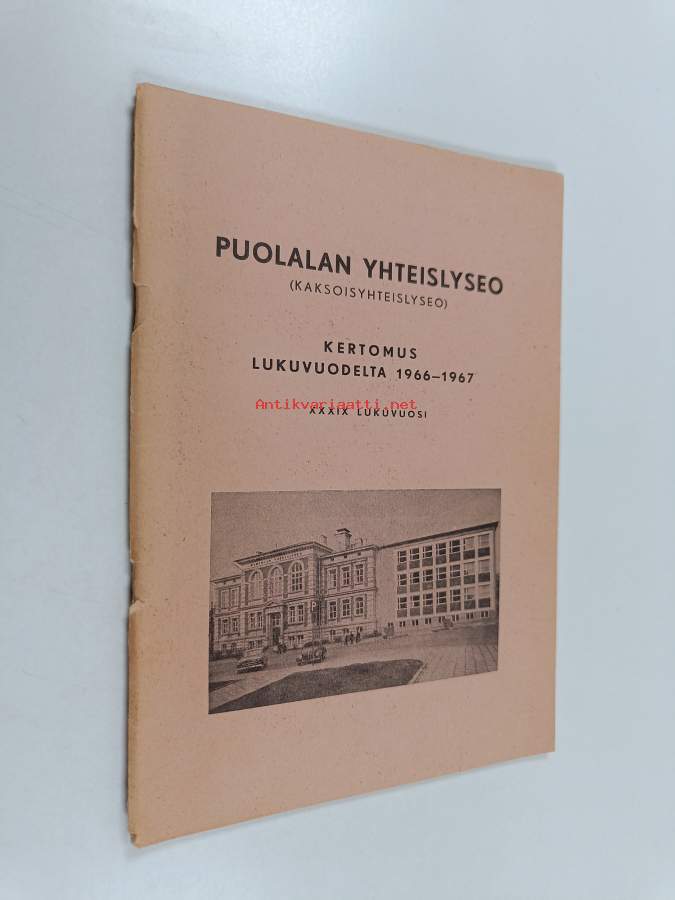 PUOLALAN YHTEISLYSEO
(KAKSOISYHTEISLYSEO)
KERTOMUS
LUKUVUODELTA 1966–1967
Antikvariaatti.net
XXXIX LUKUVUOSI